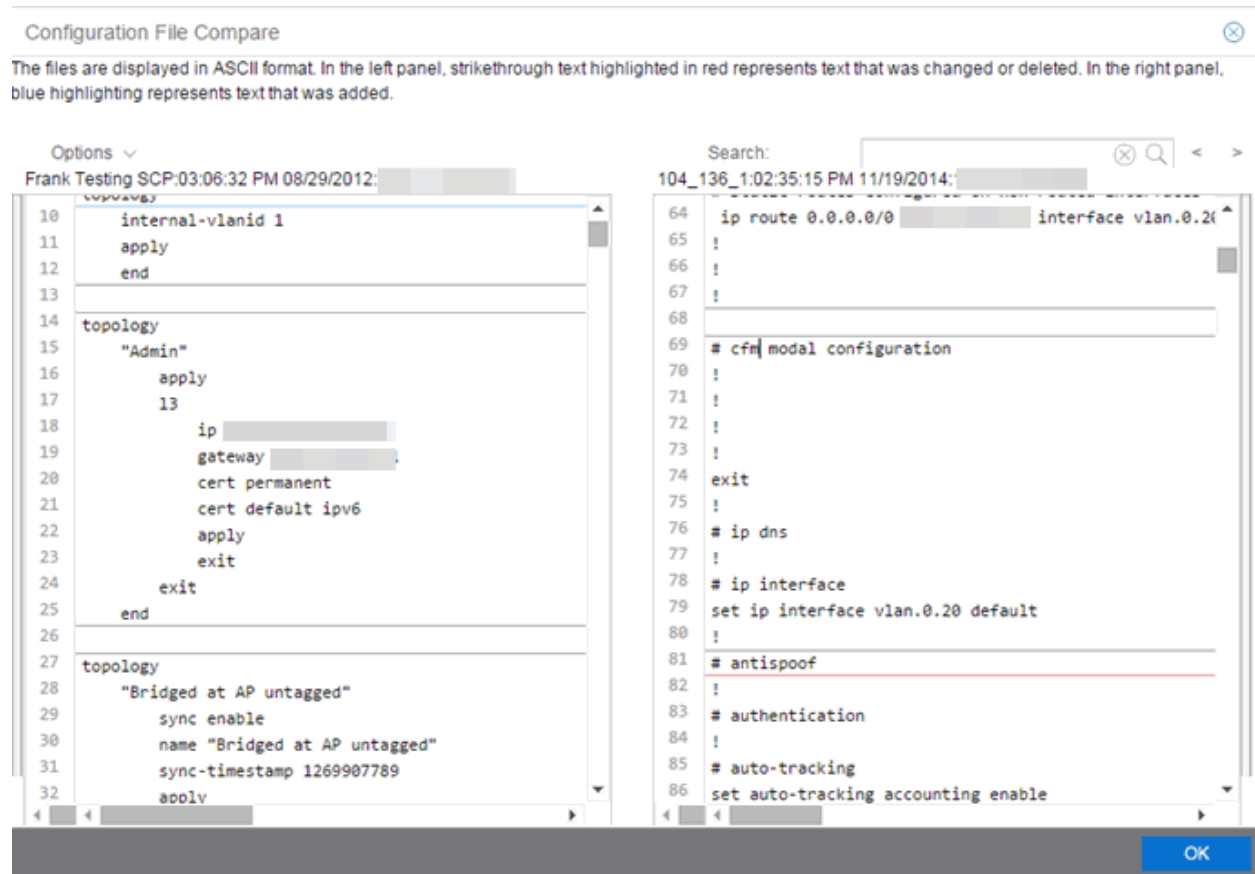 Configuration File Compare
The files are displayed in ASCII format. In the left panel, strikethrough text highlighted in red represents text that was changed or deleted. In the right panel,
blue highlighting represents text that was added.
Options
Frank Testing SCP:03:06:32 PM 08/29/2012:
topology
10 internal-vlanid 1
11 apply
12 end
13
14 topology
15 "Admin"
16 apply
17 l3
18 ip
19 gateway
20 cert permanent
21 cert default ipv6
22 apply
23 exit
24 exit
25 end
26
27 topology
28 "Bridged at AP untagged"
29 sync enable
30 name "Bridged at AP untagged"
31 sync-timestamp 1269907789
32 apply
Search: < >
104_136_1:02:35:15 PM 11/19/2014:
# Static routes configured on non routed interfaces
64 ip route 0.0.0.0/0 interface vlan.0.20
65 !
66 !
67 !
68
69 # cfm modal configuration
70 !
71 !
72 !
73 !
74 exit
75 !
76 # ip dns
77 !
78 # ip interface
79 set ip interface vlan.0.20 default
80 !
81 # antispoof
82 !
83 # authentication
84 !
85 # auto-tracking
86 set auto-tracking accounting enable
OK